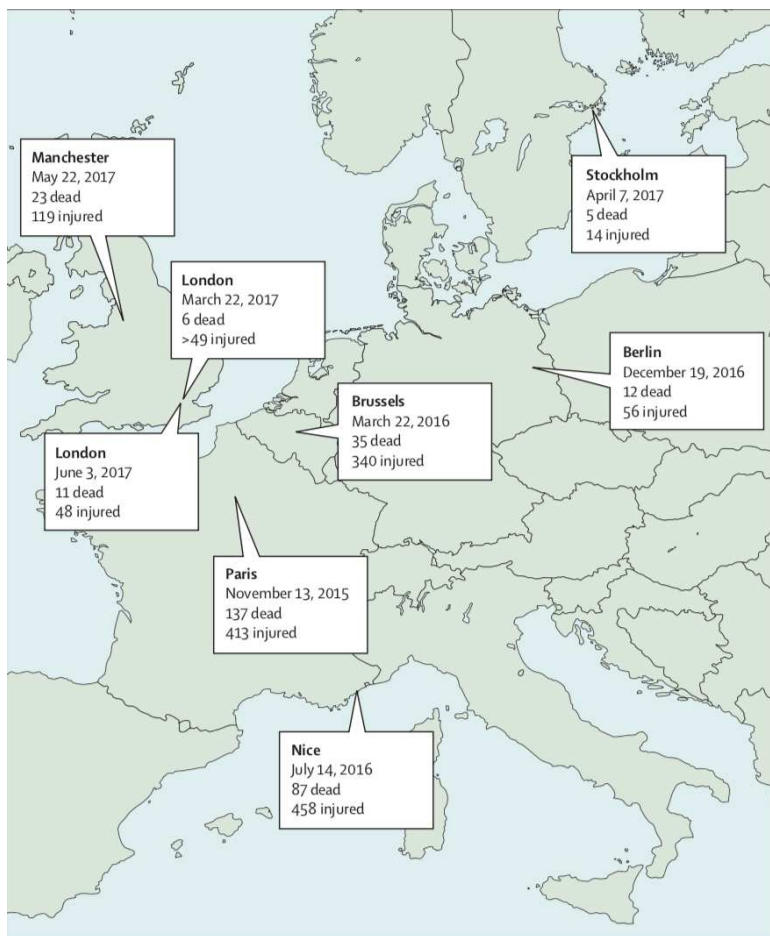 Manchester
May 22, 2017
23 dead
119 injured
Stockholm
April 7, 2017
5 dead
14 injured
London
March 22, 2017
6 dead
>49 injured
Berlin
December 19, 2016
12 dead
56 injured
Brussels
March 22, 2016
35 dead
340 injured
London
June 3, 2017
11 dead
48 injured
Paris
November 13, 2015
137 dead
413 injured
Nice
July 14, 2016
87 dead
458 injured